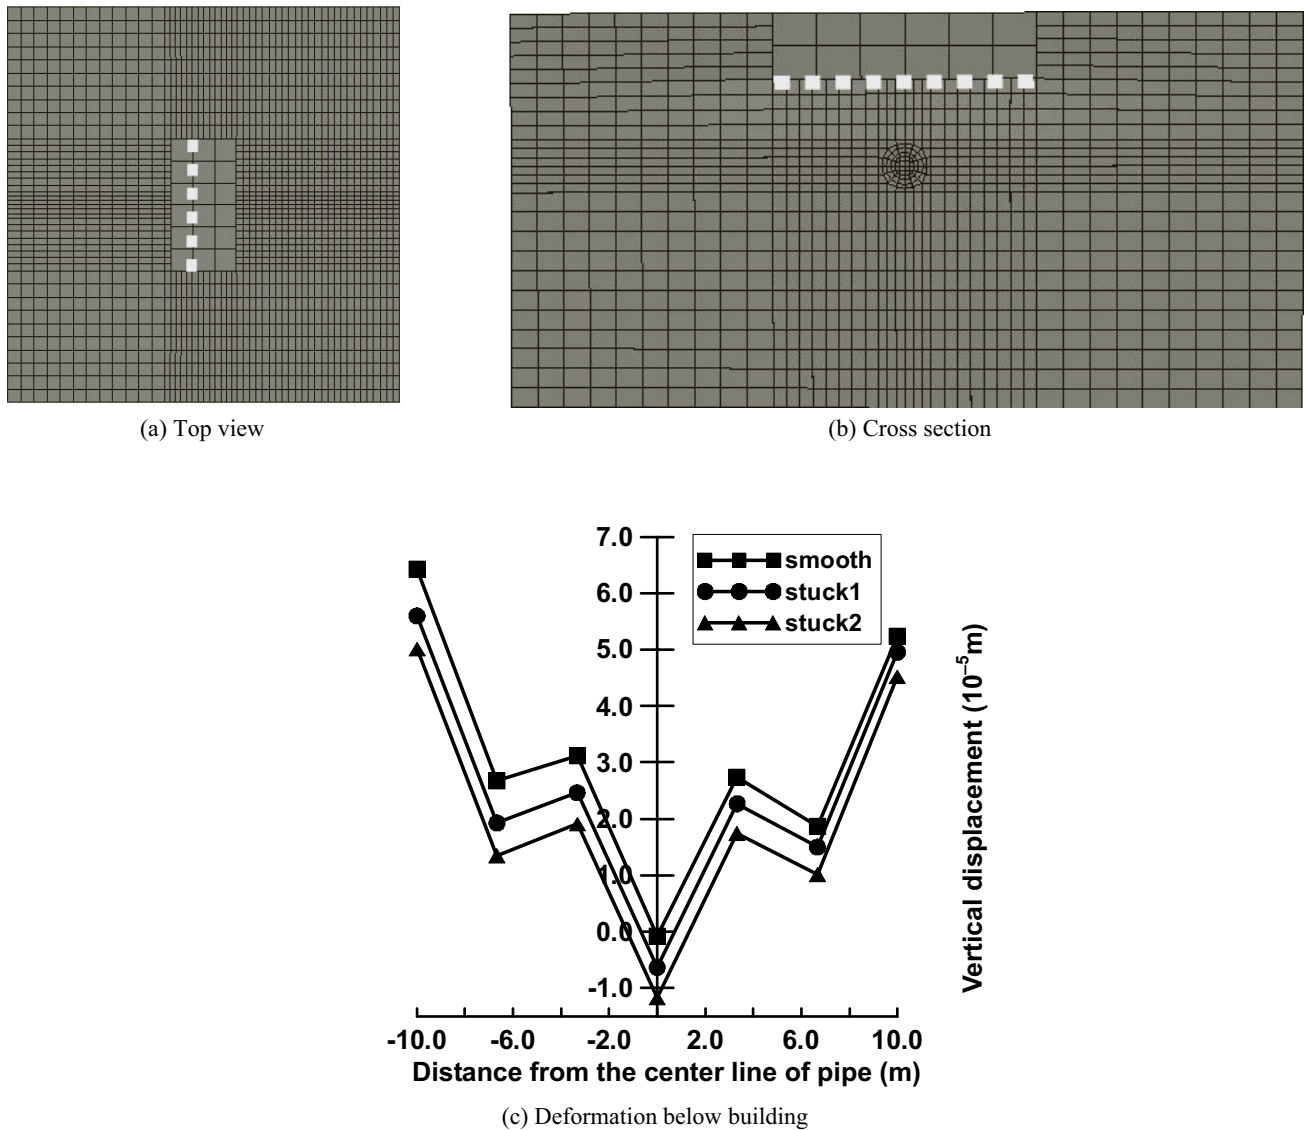 (a) Top view
(b) Cross section
7.0
6.0
5.0
4.0
3.0
2.0
1.0
0.0
-1.0
smooth
stuck1
stuck2
Vertical displacement (10⁻⁵m)
-10.0 -6.0 -2.0 2.0 6.0 10.0
Distance from the center line of pipe (m)
(c) Deformation below building